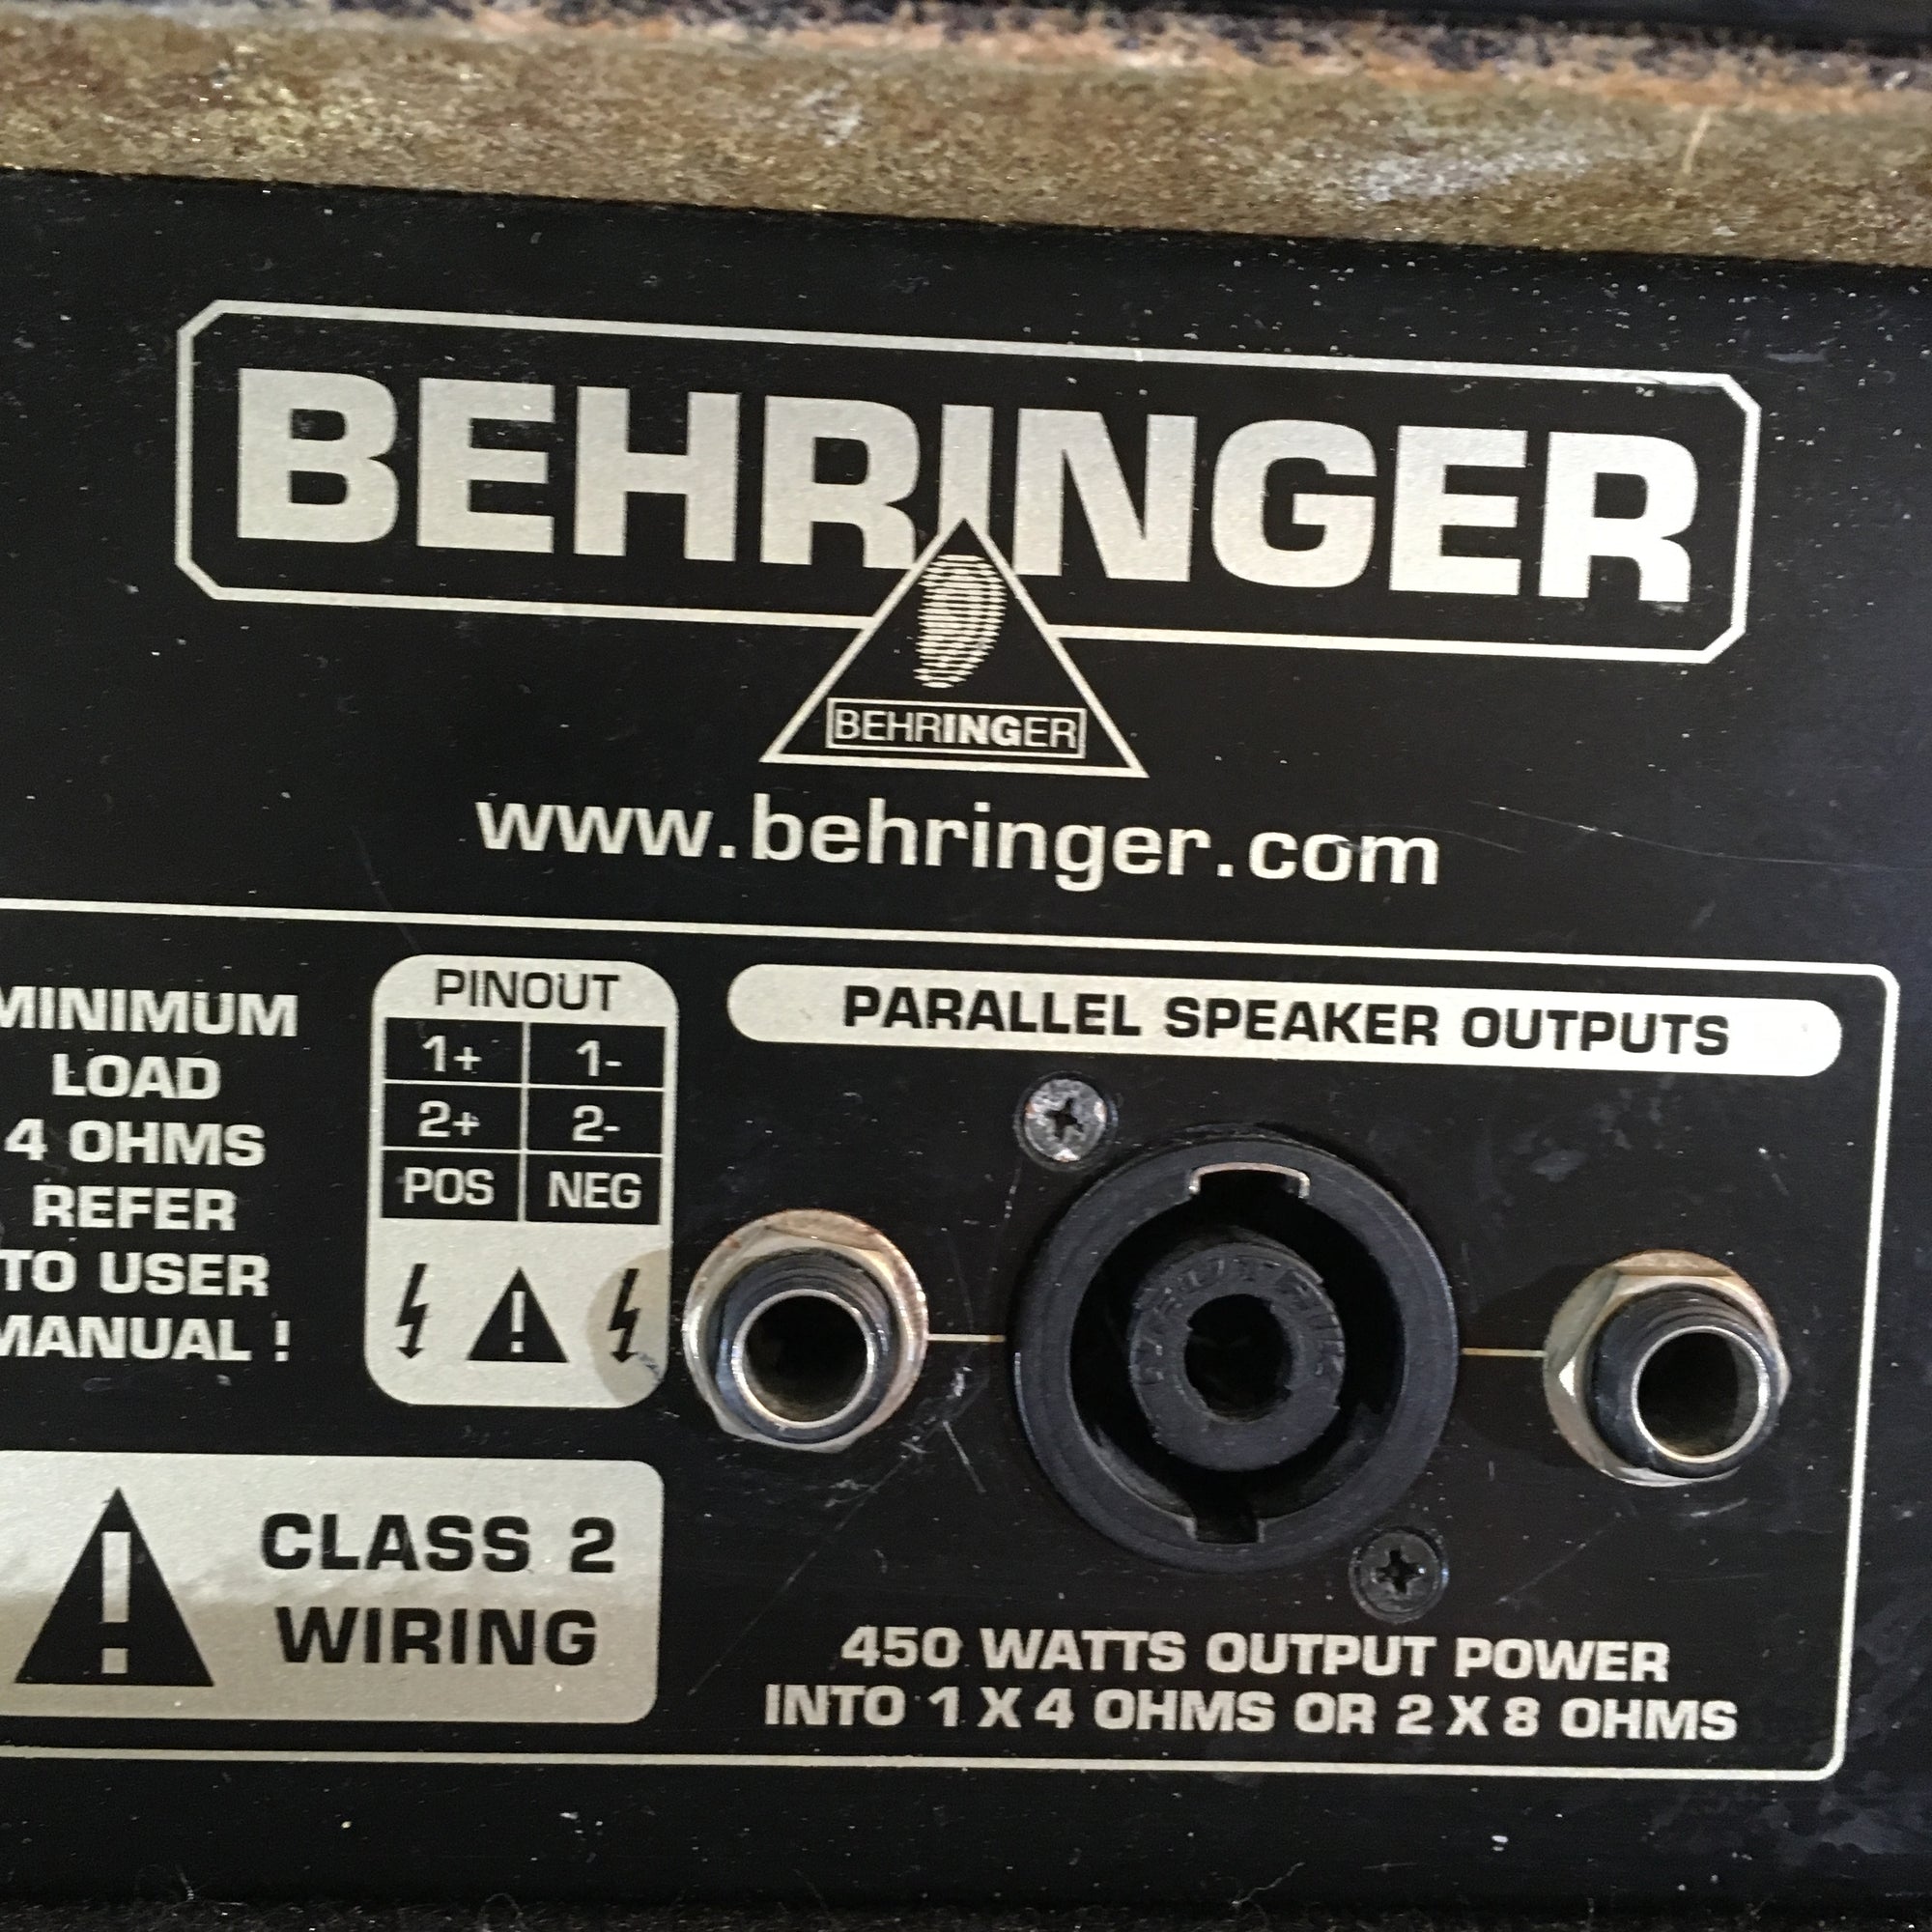 BEHRINGER
BEHRINGER
www.behringer.com
MINIMUM
LOAD
4 OHMS
REFER
TO USER
MANUAL !
PINOUT
1+ 1-
2+ 2-
POS NEG
!
PARALLEL SPEAKER OUTPUTS
NEUTRIK
! CLASS 2
WIRING
450 WATTS OUTPUT POWER
INTO 1 X 4 OHMS OR 2 X 8 OHMS